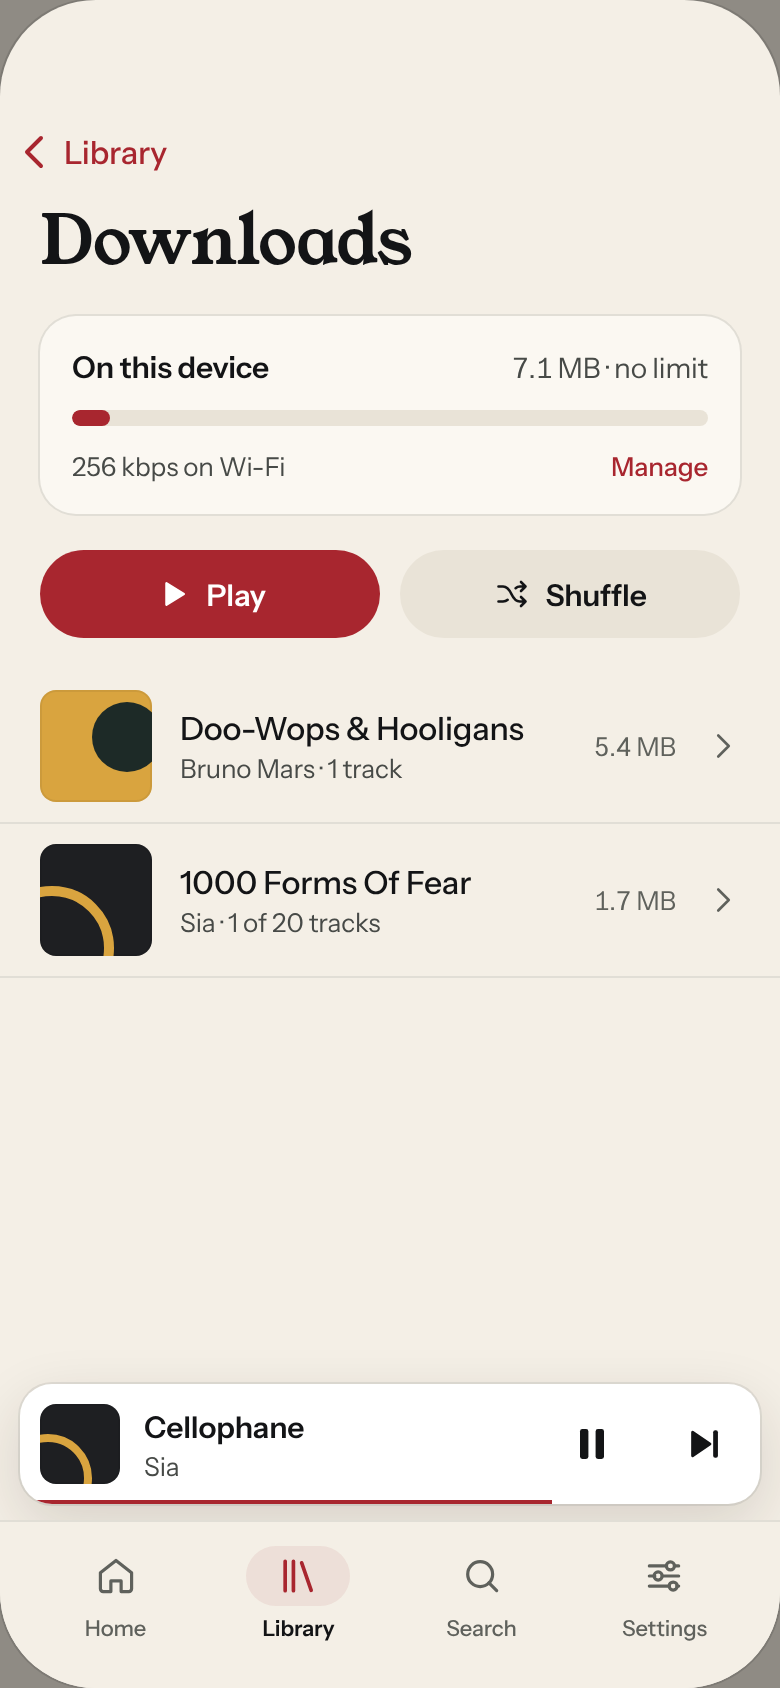 Library
Downloads
On this device
7.1 MB · no limit
256 kbps on Wi-Fi
Manage
Play
Shuffle
Doo-Wops & Hooligans
Bruno Mars · 1 track
5.4 MB
1000 Forms Of Fear
Sia · 1 of 20 tracks
1.7 MB
Cellophane
Sia
Home
Library
Search
Settings